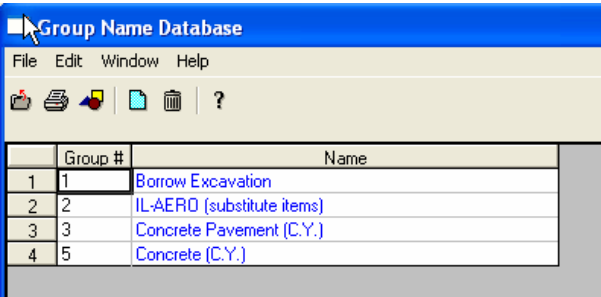 Group Name Database
File Edit Window Help
?
Group # Name
1 1 Borrow Excavation
2 2 IL-AERO (substitute items)
3 3 Concrete Pavement (C.Y.)
4 5 Concrete (C.Y.)